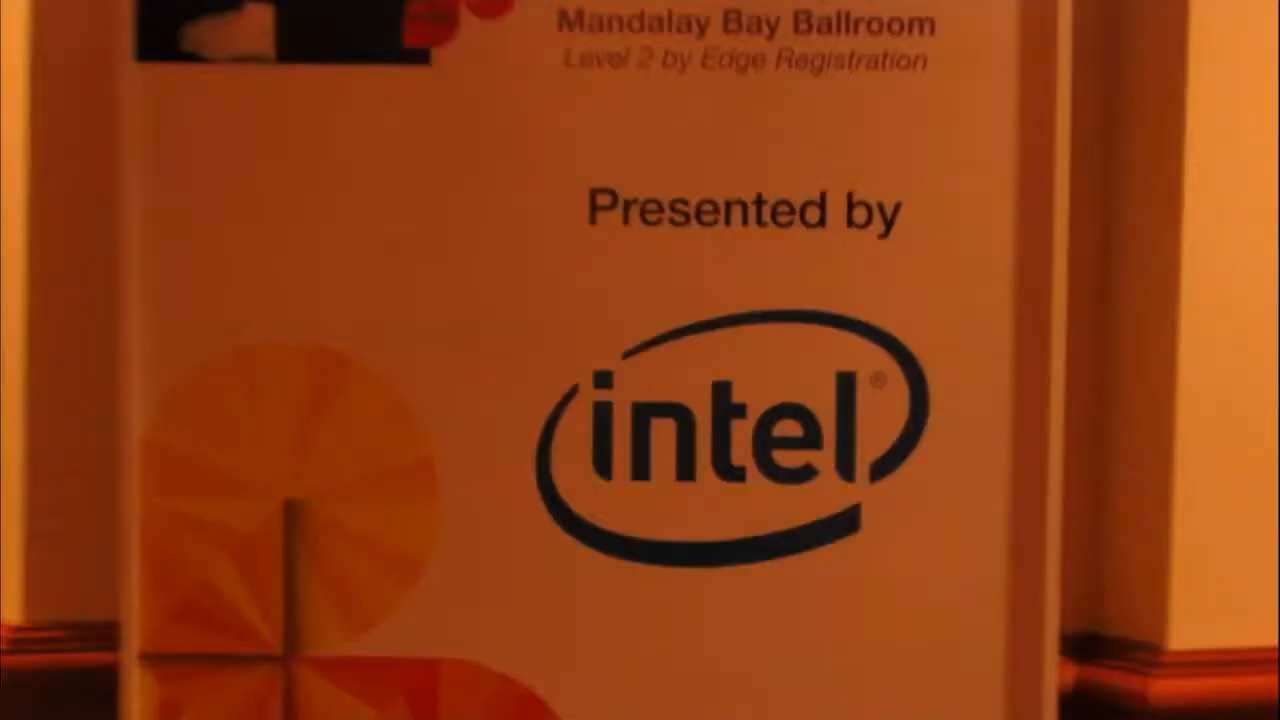 Mandalay Bay Ballroom
Level 2 by Edge Registration
Presented by
intel®